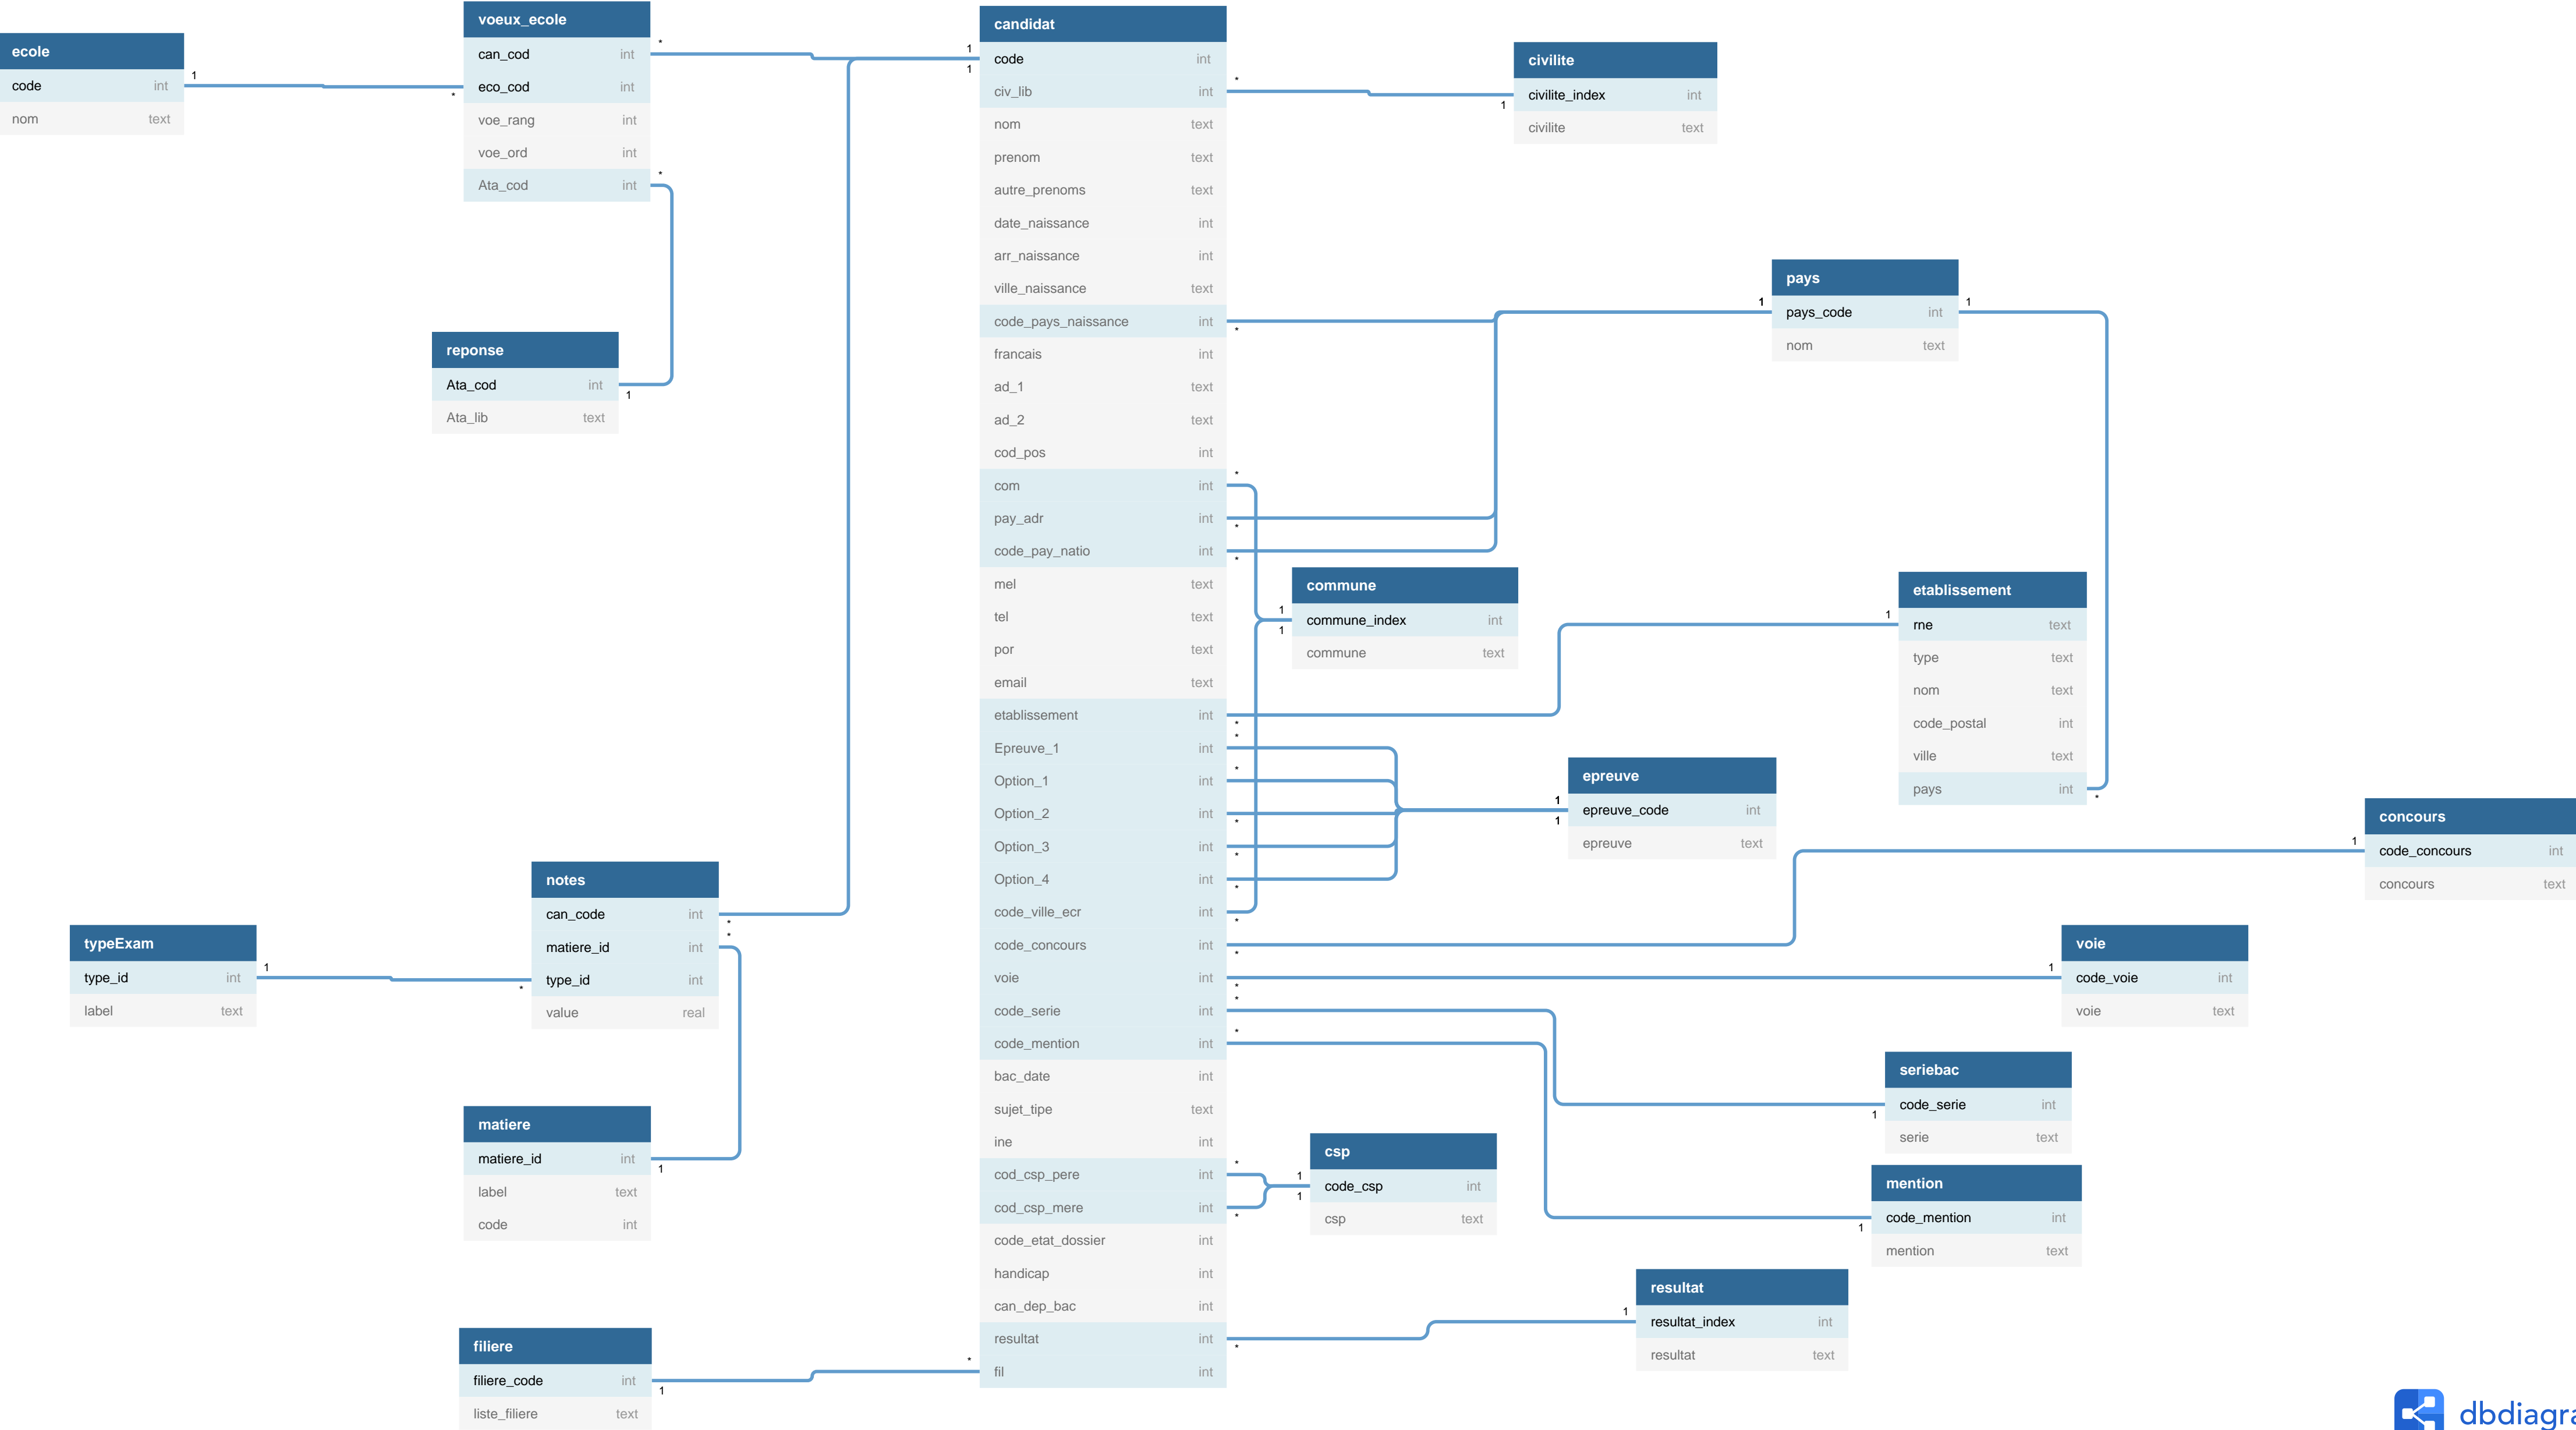 ecole
code int
nom text
voeux_ecole
can_cod int
eco_cod int
voe_rang int
voe_ord int
Ata_cod int
reponse
Ata_cod int
Ata_lib text
typeExam
type_id int
label text
notes
can_code int
matiere_id int
type_id int
value real
matiere
matiere_id int
label text
code int
filiere
filiere_code int
liste_filiere text
candidat
code int
civ_lib int
nom text
prenom text
autre_prenoms text
date_naissance int
arr_naissance int
ville_naissance text
code_pays_naissance int
francais int
ad_1 text
ad_2 text
cod_pos int
com int
pay_adr int
code_pay_natio int
mel text
tel text
por text
email text
etablissement int
Epreuve_1 int
Option_1 int
Option_2 int
Option_3 int
Option_4 int
code_ville_ecr int
code_concours int
voie int
code_serie int
code_mention int
bac_date int
sujet_tipe text
ine int
cod_csp_pere int
cod_csp_mere int
code_etat_dossier int
handicap int
can_dep_bac int
resultat int
fil int
civilite
civilite_index int
civilite text
pays
pays_code int
nom text
commune
commune_index int
commune text
etablissement
rne text
type text
nom text
code_postal int
ville text
pays int
epreuve
epreuve_code int
epreuve text
concours
code_concours int
concours text
voie
code_voie int
voie text
seriebac
code_serie int
serie text
csp
code_csp int
csp text
mention
code_mention int
mention text
resultat
resultat_index int
resultat text
dbdiagra